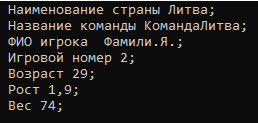 Наименование страны Литва;
Название команды КомандаЛитва;
ФИО игрока  Фамили.Я.;
Игровой номер 2;
Возраст 29;
Рост 1,9;
Вес 74;